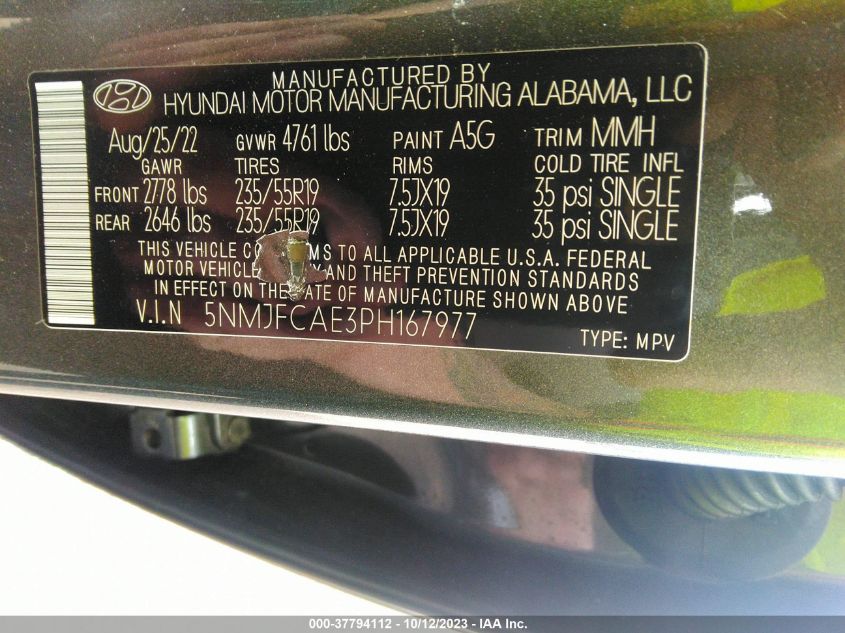 MANUFACTURED BY
HYUNDAI MOTOR MANUFACTURING ALABAMA, LLC
Aug/25/22 GVWR 4761 lbs PAINT A5G TRIM MMH
GAWR TIRES RIMS COLD TIRE INFL
FRONT 2778 lbs 235/55R19 7.5JX19 35 psi SINGLE
REAR 2646 lbs 235/55R19 7.5JX19 35 psi SINGLE
THIS VEHICLE MS TO ALL APPLICABLE U.S.A. FEDERAL
MOTOR VEHICLE Y AND THEFT PREVENTION STANDARDS
IN EFFECT ON THE DATE OF MANUFACTURE SHOWN ABOVE
V.I.N 5NMJFCAE3PH167977
TYPE: MPV
000-37794112 - 10/12/2023 - IAA Inc.